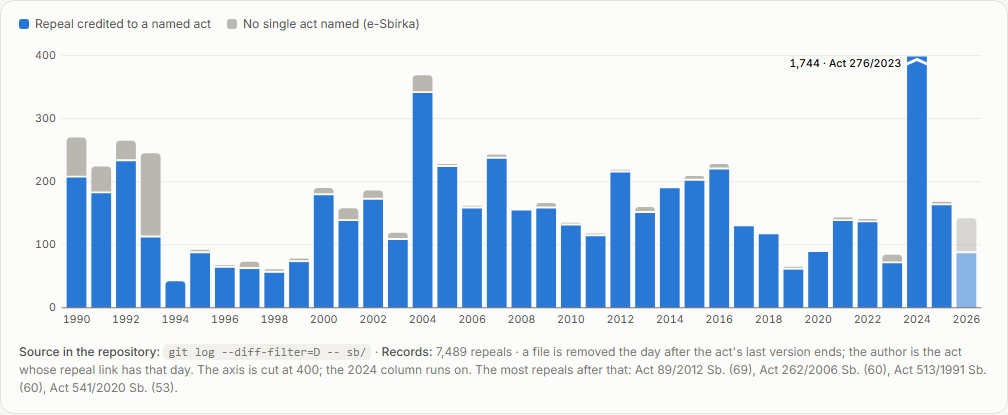 Repeal credited to a named act No single act named (e-Sbírka)
400
1,744 · Act 276/2023
300
200
100
0
1990 1992 1994 1996 1998 2000 2002 2004 2006 2008 2010 2012 2014 2016 2018 2020 2022 2024 2026
Source in the repository: git log --diff-filter=D -- sb/ · Records: 7,489 repeals · a file is removed the day after the act's last version ends; the author is the act
whose repeal link has that day. The axis is cut at 400; the 2024 column runs on. The most repeals after that: Act 89/2012 Sb. (69), Act 262/2006 Sb. (60), Act 513/1991 Sb.
(60), Act 541/2020 Sb. (53).